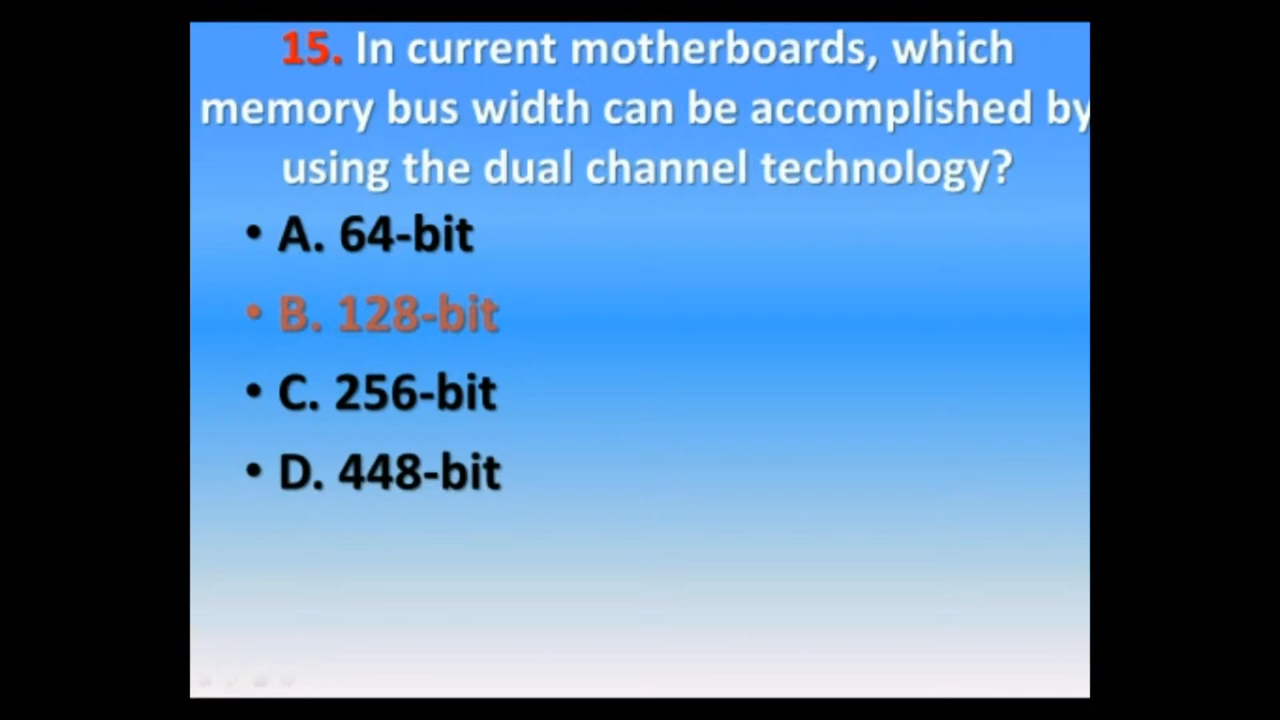 15. In current motherboards, which
memory bus width can be accomplished by
using the dual channel technology?
• A. 64-bit
• B. 128-bit
• C. 256-bit
• D. 448-bit